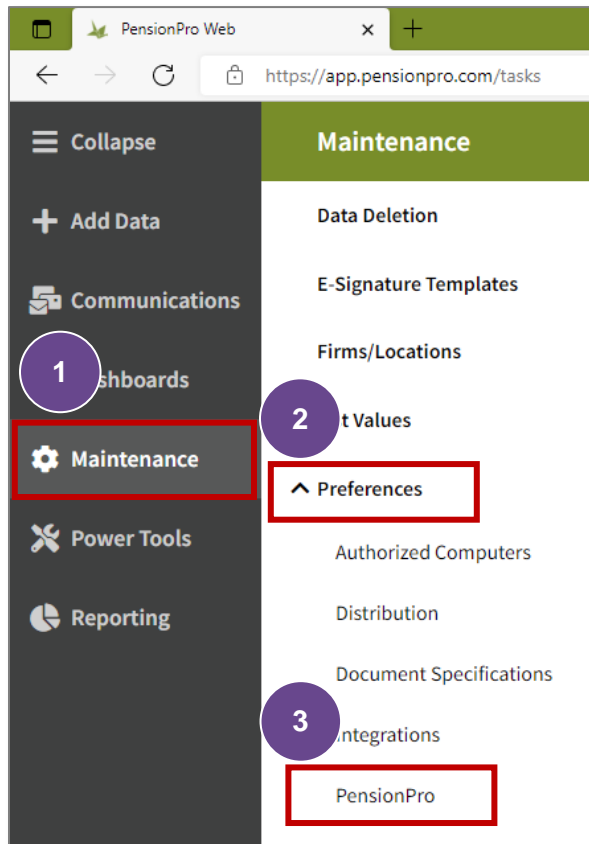 PensionPro Web
https://app.pensionpro.com/tasks
Collapse
Add Data
Communications
shboards
Maintenance
Power Tools
Reporting
Maintenance
Data Deletion
E-Signature Templates
Firms/Locations
t Values
Preferences
Authorized Computers
Distribution
Document Specifications
ntegrations
PensionPro
1
2
3